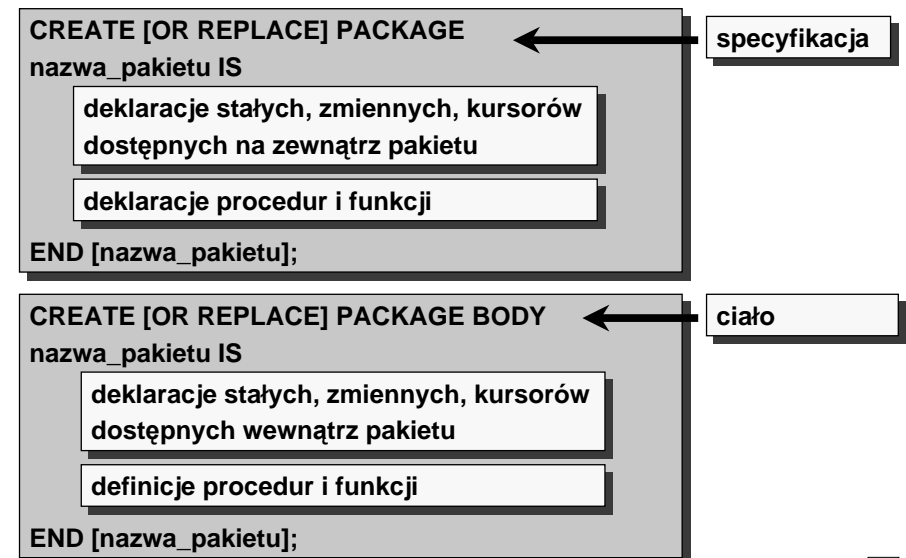 CREATE [OR REPLACE] PACKAGE
nazwa_pakietu IS
specyfikacja
deklaracje stałych, zmiennych, kursorów
dostępnych na zewnątrz pakietu
deklaracje procedur i funkcji
END [nazwa_pakietu];
CREATE [OR REPLACE] PACKAGE BODY
nazwa_pakietu IS
ciało
deklaracje stałych, zmiennych, kursorów
dostępnych wewnątrz pakietu
definicje procedur i funkcji
END [nazwa_pakietu];